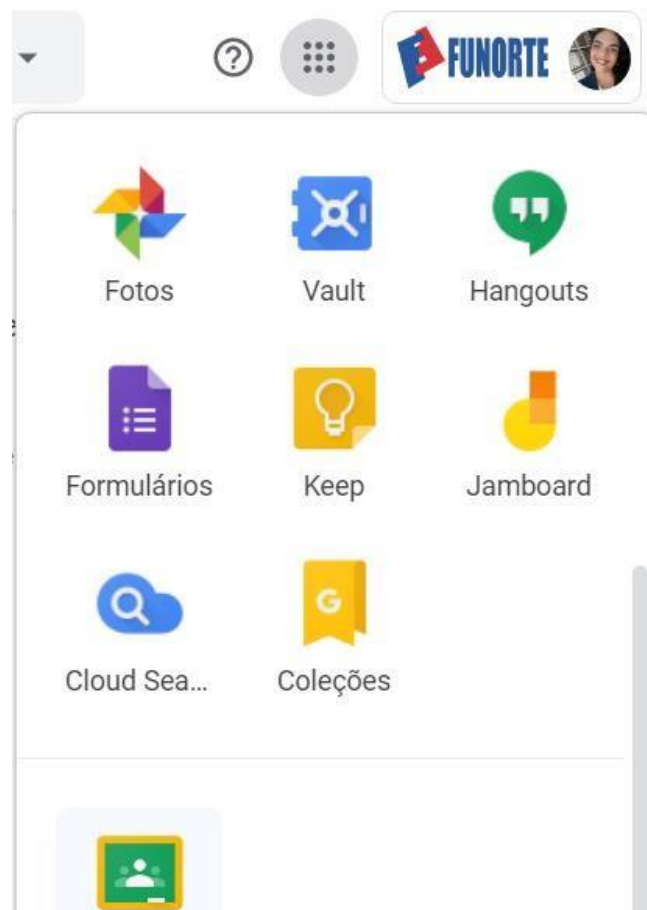 FUNORTE
Fotos Vault Hangouts
Formulários Keep Jamboard
G
Cloud Sea... Coleções